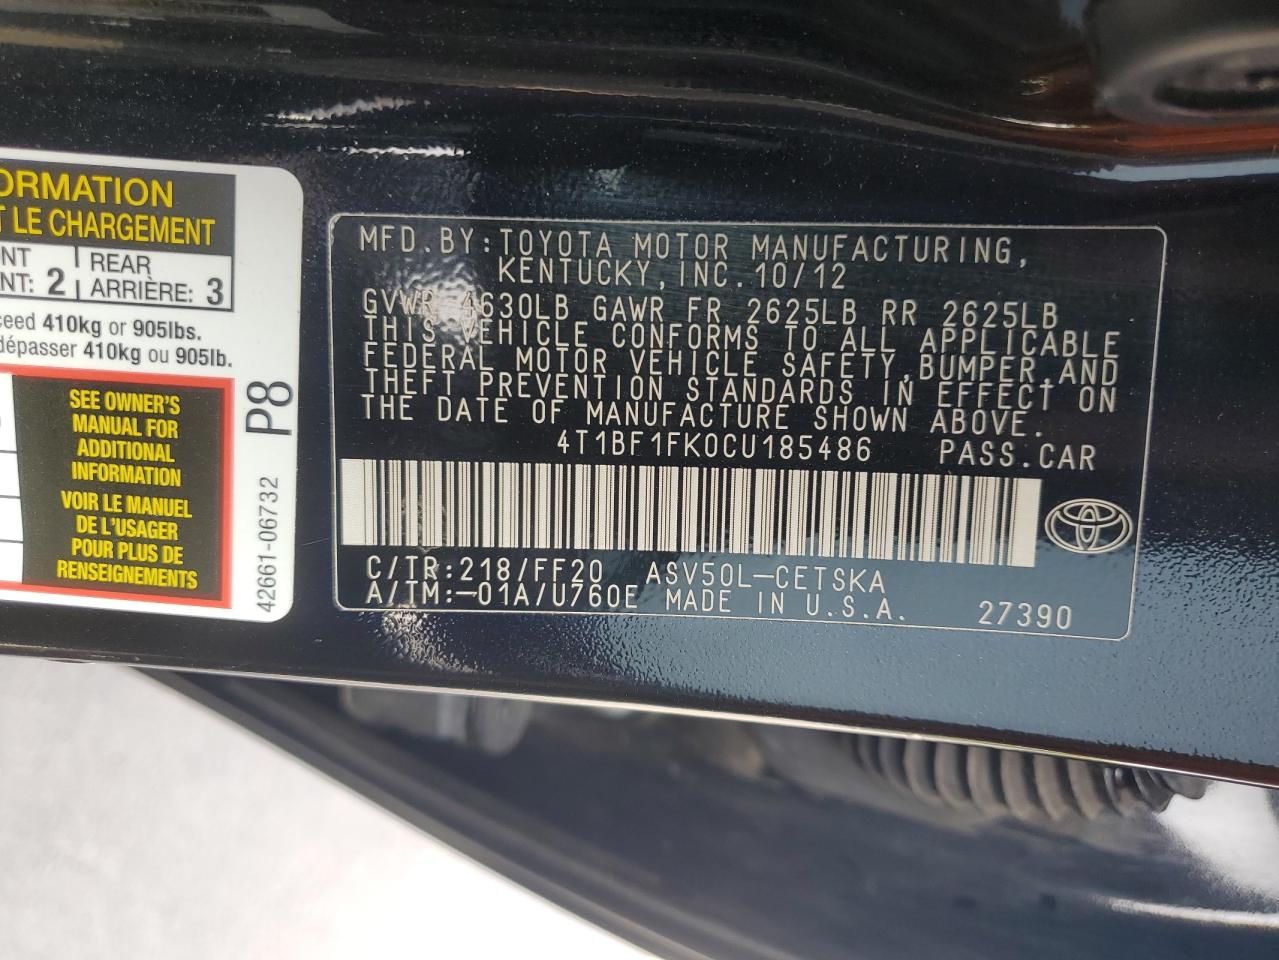 ORMATION
T LE CHARGEMENT
NT: 2
REAR
ARRIÈRE: 3
ceed 410kg or 905lbs.
dépasser 410kg ou 905lb.
SEE OWNER'S
MANUAL FOR
ADDITIONAL
INFORMATION
VOIR LE MANUEL
DE L'USAGER
POUR PLUS DE
RENSEIGNEMENTS
P8
42661-06732
MFD.BY:TOYOTA MOTOR MANUFACTURING,
KENTUCKY, INC. 10/12
GVWR 4630LB GAWR FR 2625LB RR 2625LB
THIS VEHICLE CONFORMS TO ALL APPLICABLE
FEDERAL MOTOR VEHICLE SAFETY, BUMPER, AND
THEFT PREVENTION STANDARDS IN EFFECT ON
THE DATE OF MANUFACTURE SHOWN ABOVE.
4T1BF1FK0CU185486 PASS.CAR
C/TR:218/FF20 ASV50L-CETSKA
A/TM:-01A/U760E MADE IN U.S.A. 27390